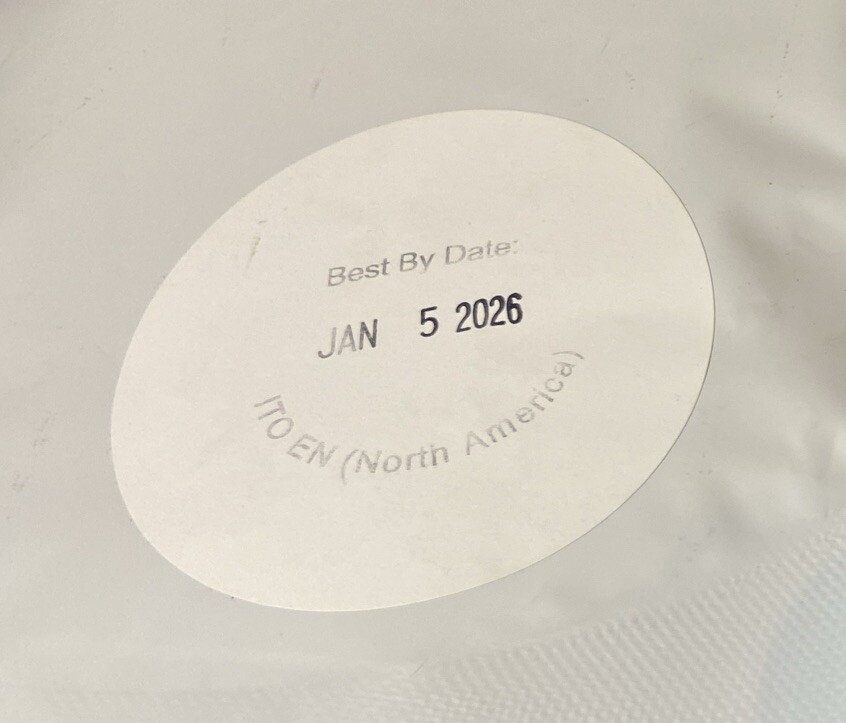 Best By Date:
JAN 5 2026
ITO EN (North America)